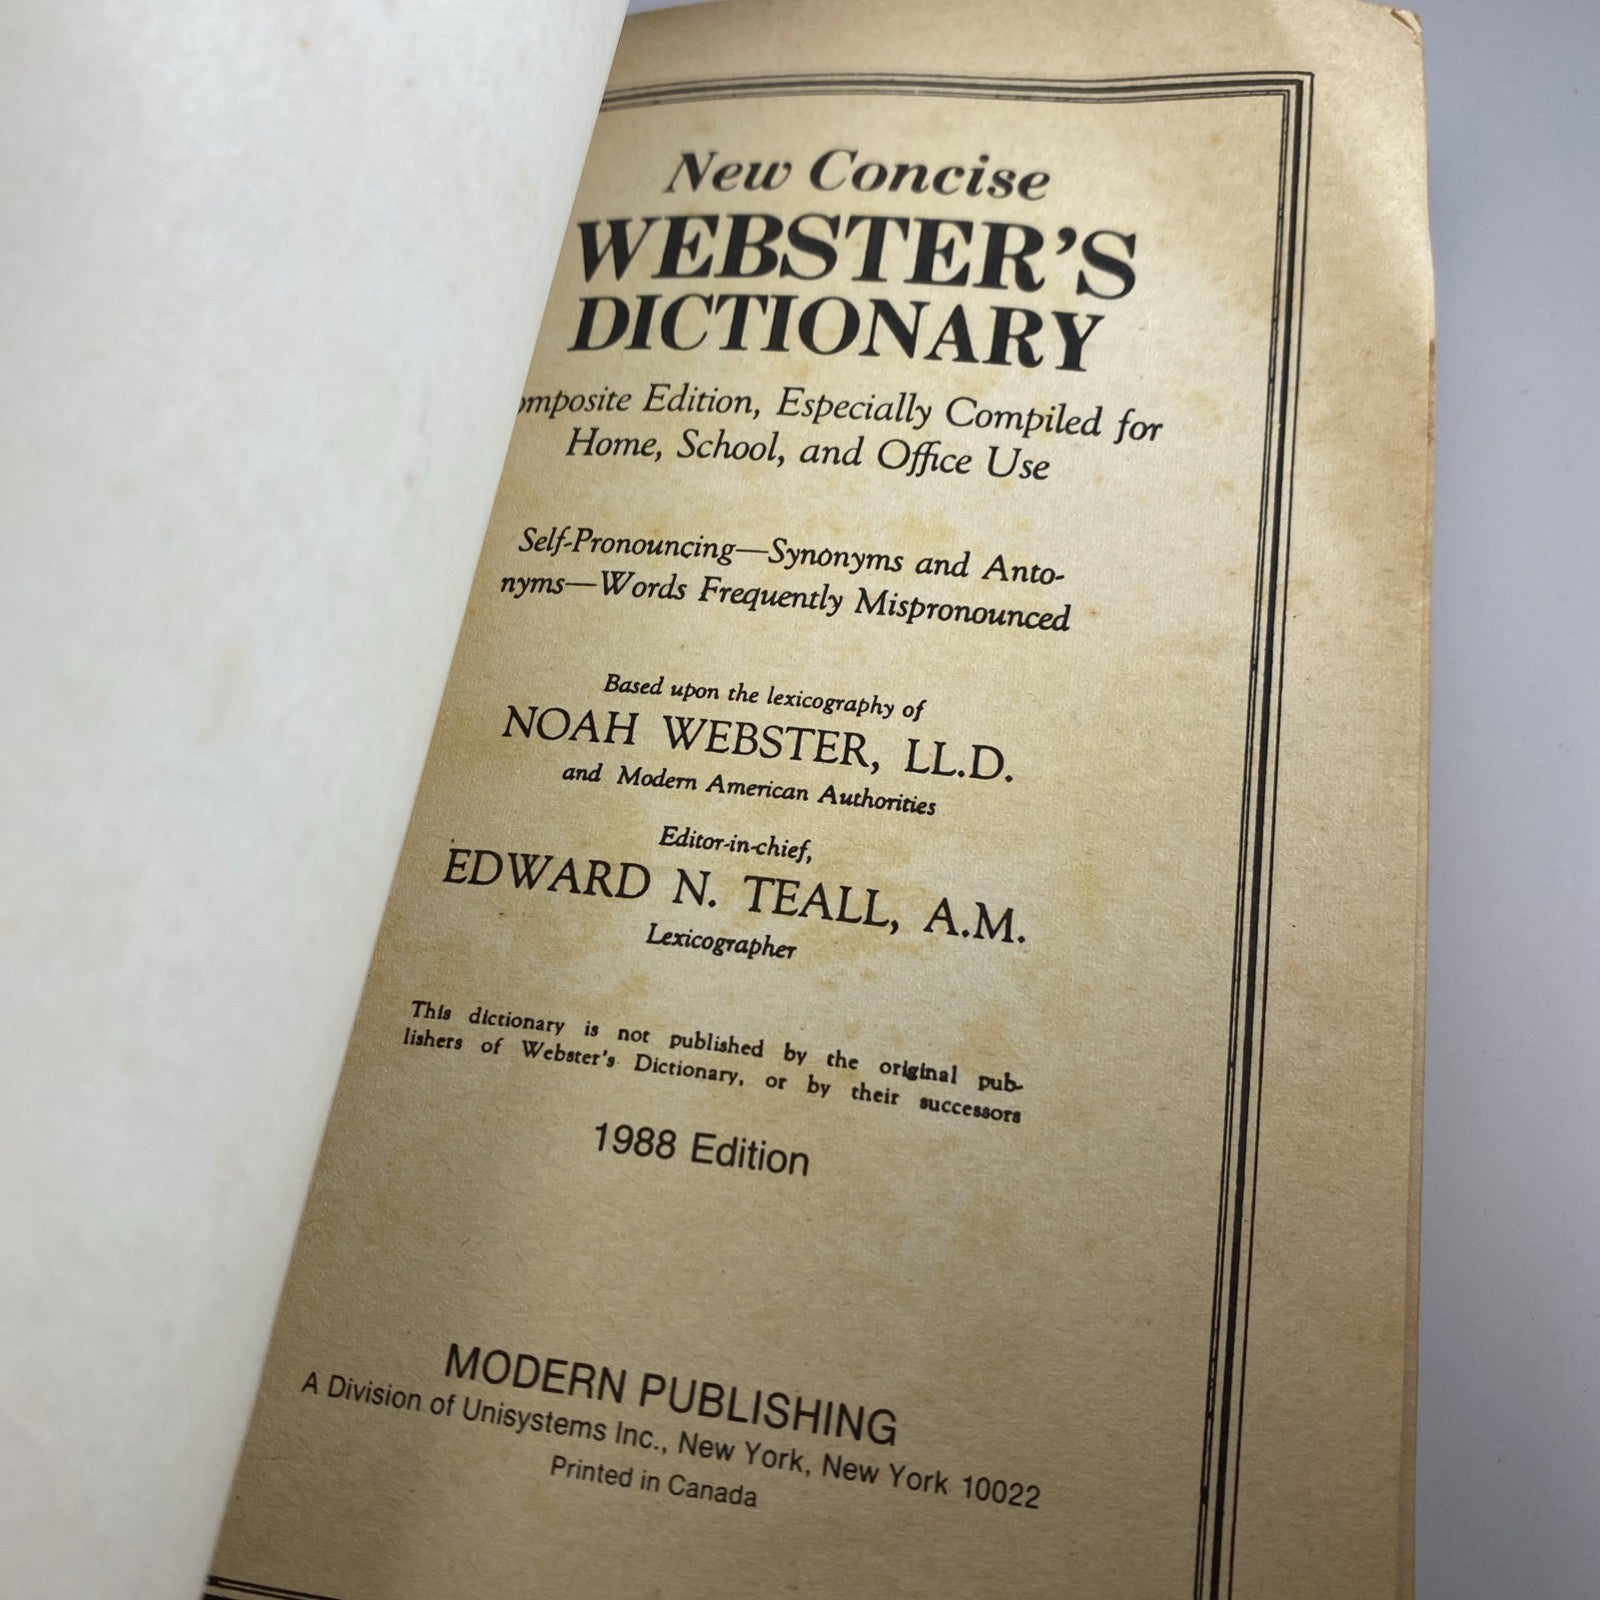 New Concise
WEBSTER'S
DICTIONARY
omposite Edition, Especially Compiled for
Home, School, and Office Use
Self-Pronouncing—Synonyms and Anto-
nyms—Words Frequently Mispronounced
Based upon the lexicography of
NOAH WEBSTER, LL.D.
and Modern American Authorities
Editor-in-chief,
EDWARD N. TEALL, A.M.
Lexicographer
This dictionary is not published by the original pub-
lishers of Webster's Dictionary, or by their successors
1988 Edition
MODERN PUBLISHING
A Division of Unisystems Inc., New York, New York 10022
Printed in Canada